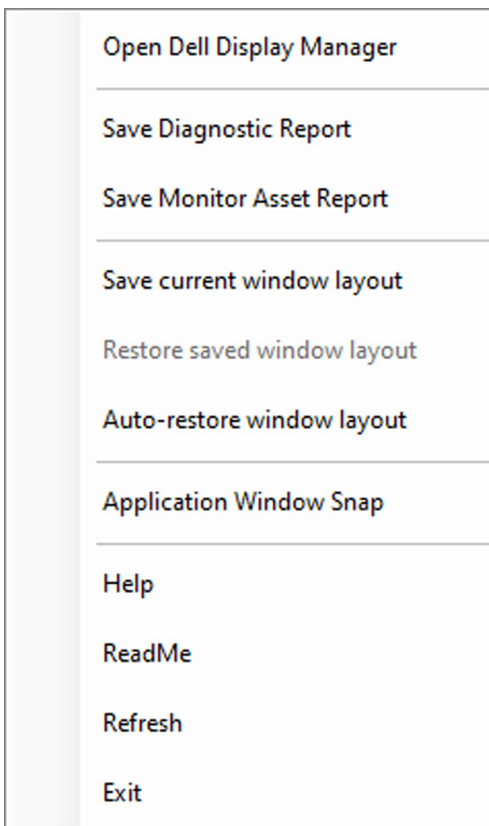 Open Dell Display Manager
Save Diagnostic Report
Save Monitor Asset Report
Save current window layout
Restore saved window layout
Auto-restore window layout
Application Window Snap
Help
ReadMe
Refresh
Exit